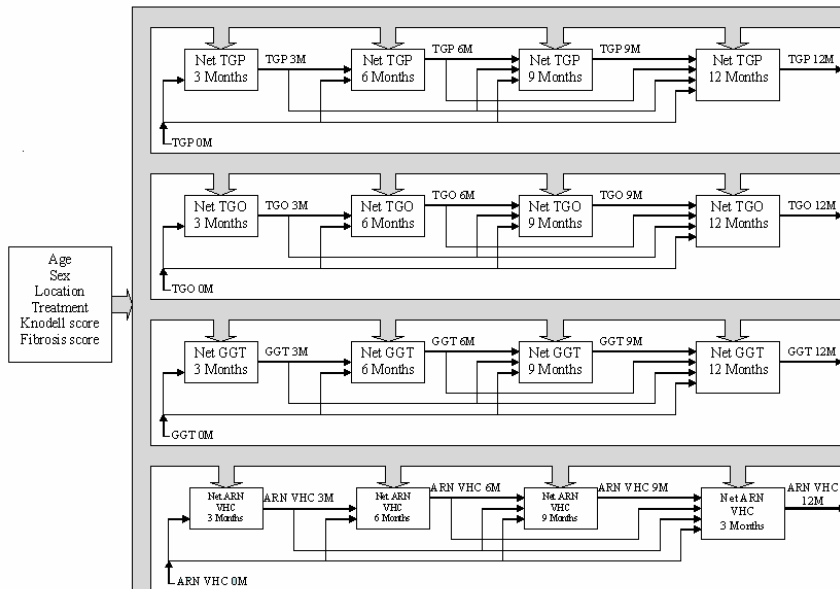 Net TGP
3 Months
TGP 3M
Net TGP
6 Months
TGP 6M
Net TGP
9 Months
TGP 9M
Net TGP
12 Months
TGP 12M
TGP 0M
Net TGO
3 Months
TGO 3M
Net TGO
6 Months
TGO 6M
Net TGO
9 Months
TGO 9M
Net TGO
12 Months
TGO 12M
TGO 0M
Age
Sex
Location
Treatment
Knodell score
Fibrosis score
Net GGT
3 Months
GGT 3M
Net GGT
6 Months
GGT 6M
Net GGT
9 Months
GGT 9M
Net GGT
12 Months
GGT 12M
GGT 0M
Net ARN
VHC
3 Months
ARN VHC 3M
Net ARN
VHC
6 Months
ARN VHC 6M
Net ARN
VHC
9 Months
ARN VHC 9M
Net ARN
VHC
3 Months
ARN VHC
12M
ARN VHC 0M